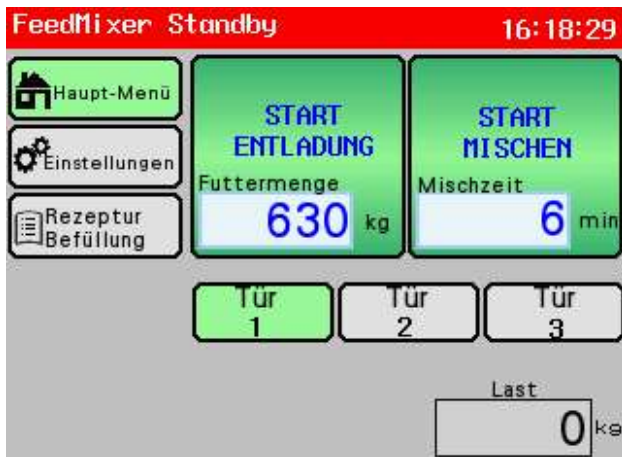 FeedMixer Standby 16:18:29
Haupt-Menü
Einstellungen
Rezeptur
Befüllung
START
ENTLADUNG
Futtermenge
630 kg
START
MISCHEN
Mischzeit
6 min
Tür
1
Tür
2
Tür
3
Last
0 kg